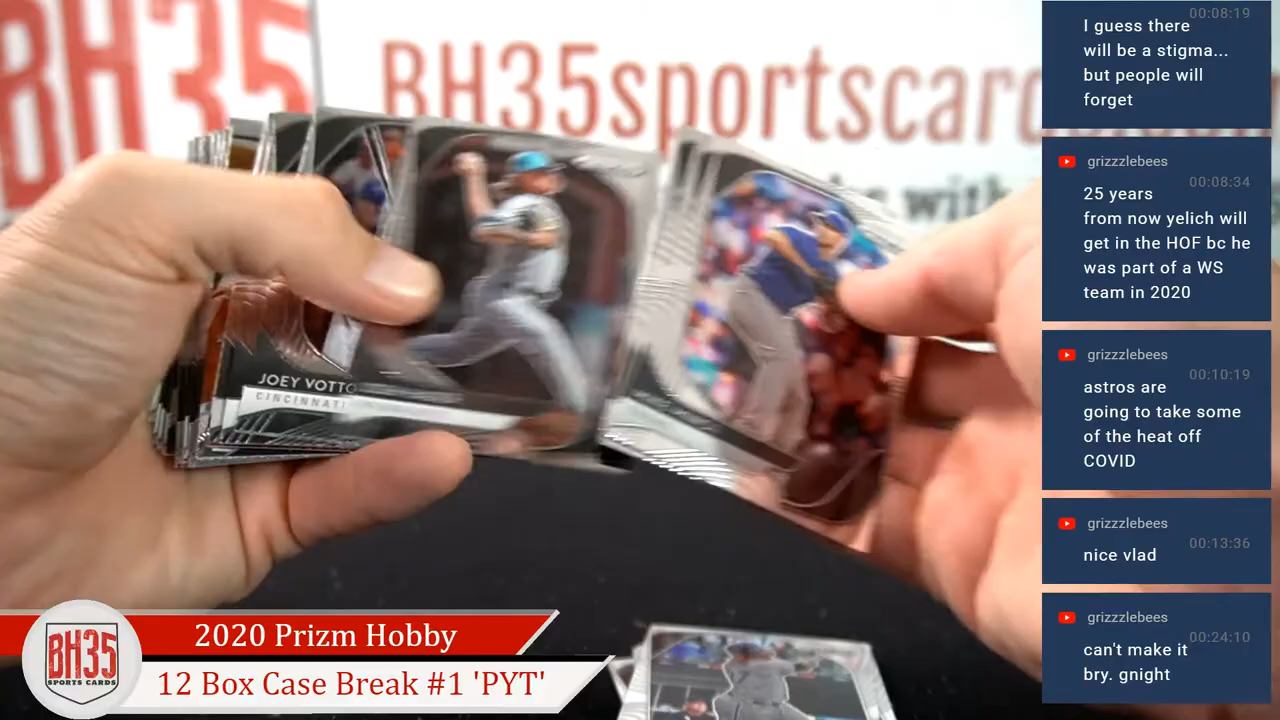 BH35
BH35sportscar
with
JOEY VOTTO
CINCINNATI
BH35
SPORTS CARDS
2020 Prizm Hobby
12 Box Case Break #1 'PYT'
00:08:19
I guess there
will be a stigma...
but people will
forget
grizzzlebees
00:08:34
25 years
from now yelich will
get in the HOF bc he
was part of a WS
team in 2020
grizzzlebees
00:10:19
astros are
going to take some
of the heat off
COVID
grizzzlebees
00:13:36
nice vlad
grizzzlebees
00:24:10
can't make it
bry. gnight